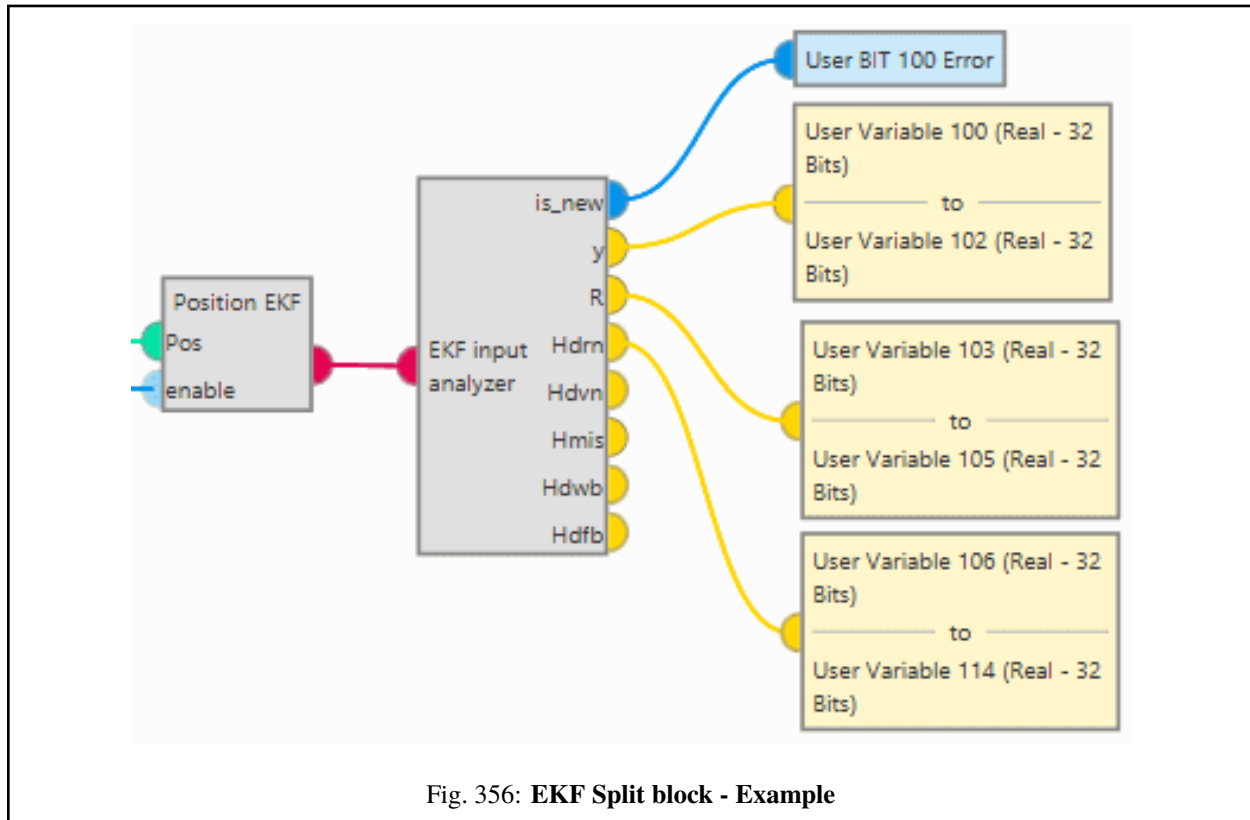 User BIT 100 Error
User Variable 100 (Real - 32
Bits)
to
User Variable 102 (Real - 32
Bits)
is_new
y
R
Hdrn
Hdvn
Hmis
Hdwb
Hdfb
EKF input
analyzer
Position EKF
Pos
enable
User Variable 103 (Real - 32
Bits)
to
User Variable 105 (Real - 32
Bits)
User Variable 106 (Real - 32
Bits)
to
User Variable 114 (Real - 32
Bits)
Fig. 356: EKF Split block - Example